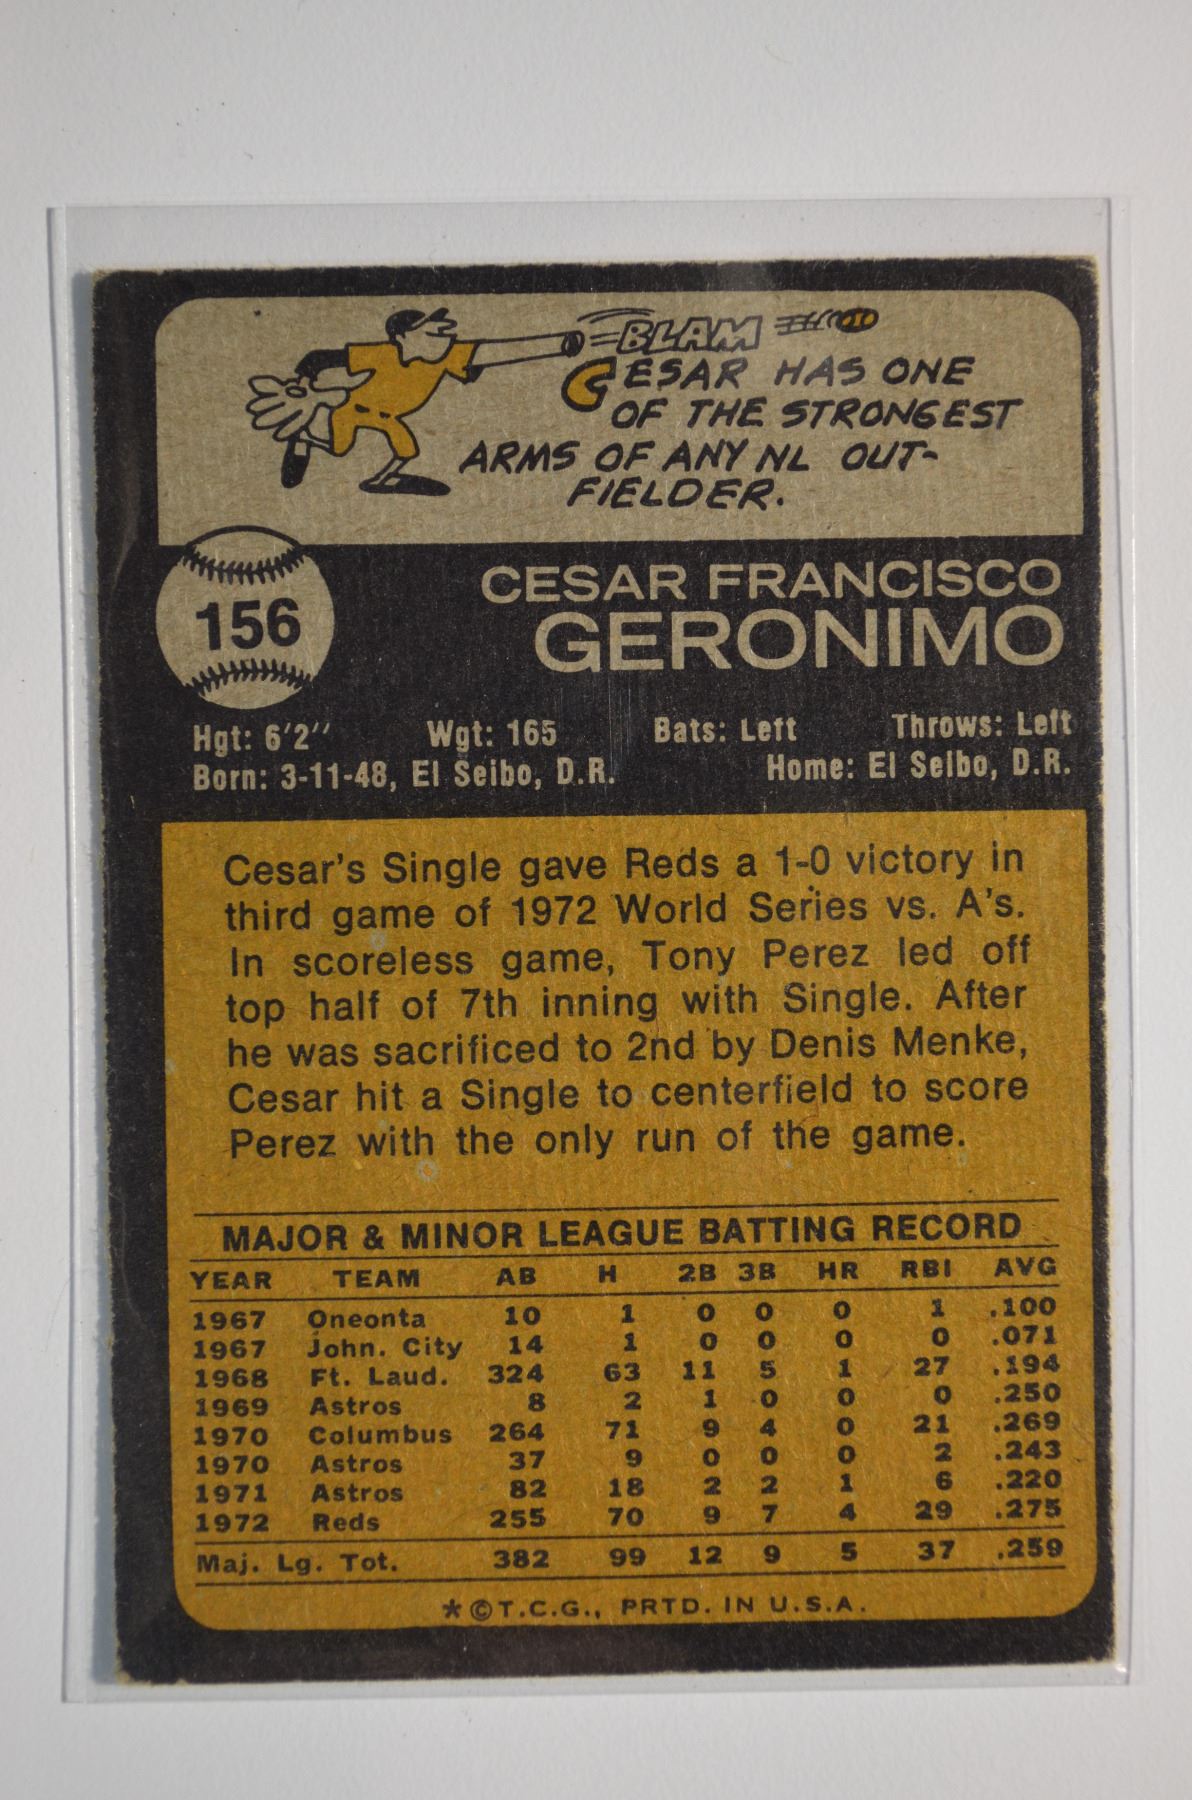 BLAM
CESAR HAS ONE
OF THE STRONGEST
ARMS OF ANY NL OUT-
FIELDER.
156
CESAR FRANCISCO
GERONIMO
Hgt: 6'2" Wgt: 165 Bats: Left Throws: Left
Born: 3-11-48, El Seibo, D.R. Home: El Seibo, D.R.
Cesar's Single gave Reds a 1-0 victory in
third game of 1972 World Series vs. A's.
In scoreless game, Tony Perez led off
top half of 7th inning with Single. After
he was sacrificed to 2nd by Denis Menke,
Cesar hit a Single to centerfield to score
Perez with the only run of the game.
MAJOR & MINOR LEAGUE BATTING RECORD
YEAR TEAM AB H 2B 3B HR RBI AVG
1967 Oneonta 10 1 0 0 0 1 .100
1967 John. City 14 1 0 0 0 0 .071
1968 Ft. Laud. 324 63 11 5 1 27 .194
1969 Astros 8 2 1 0 0 0 .250
1970 Columbus 264 71 9 4 0 21 .269
1970 Astros 37 9 0 0 0 2 .243
1971 Astros 82 18 2 2 1 6 .220
1972 Reds 255 70 9 7 4 29 .275
Maj. Lg. Tot. 382 99 12 9 5 37 .259
*©T.C.G., PRTD. IN U.S.A.